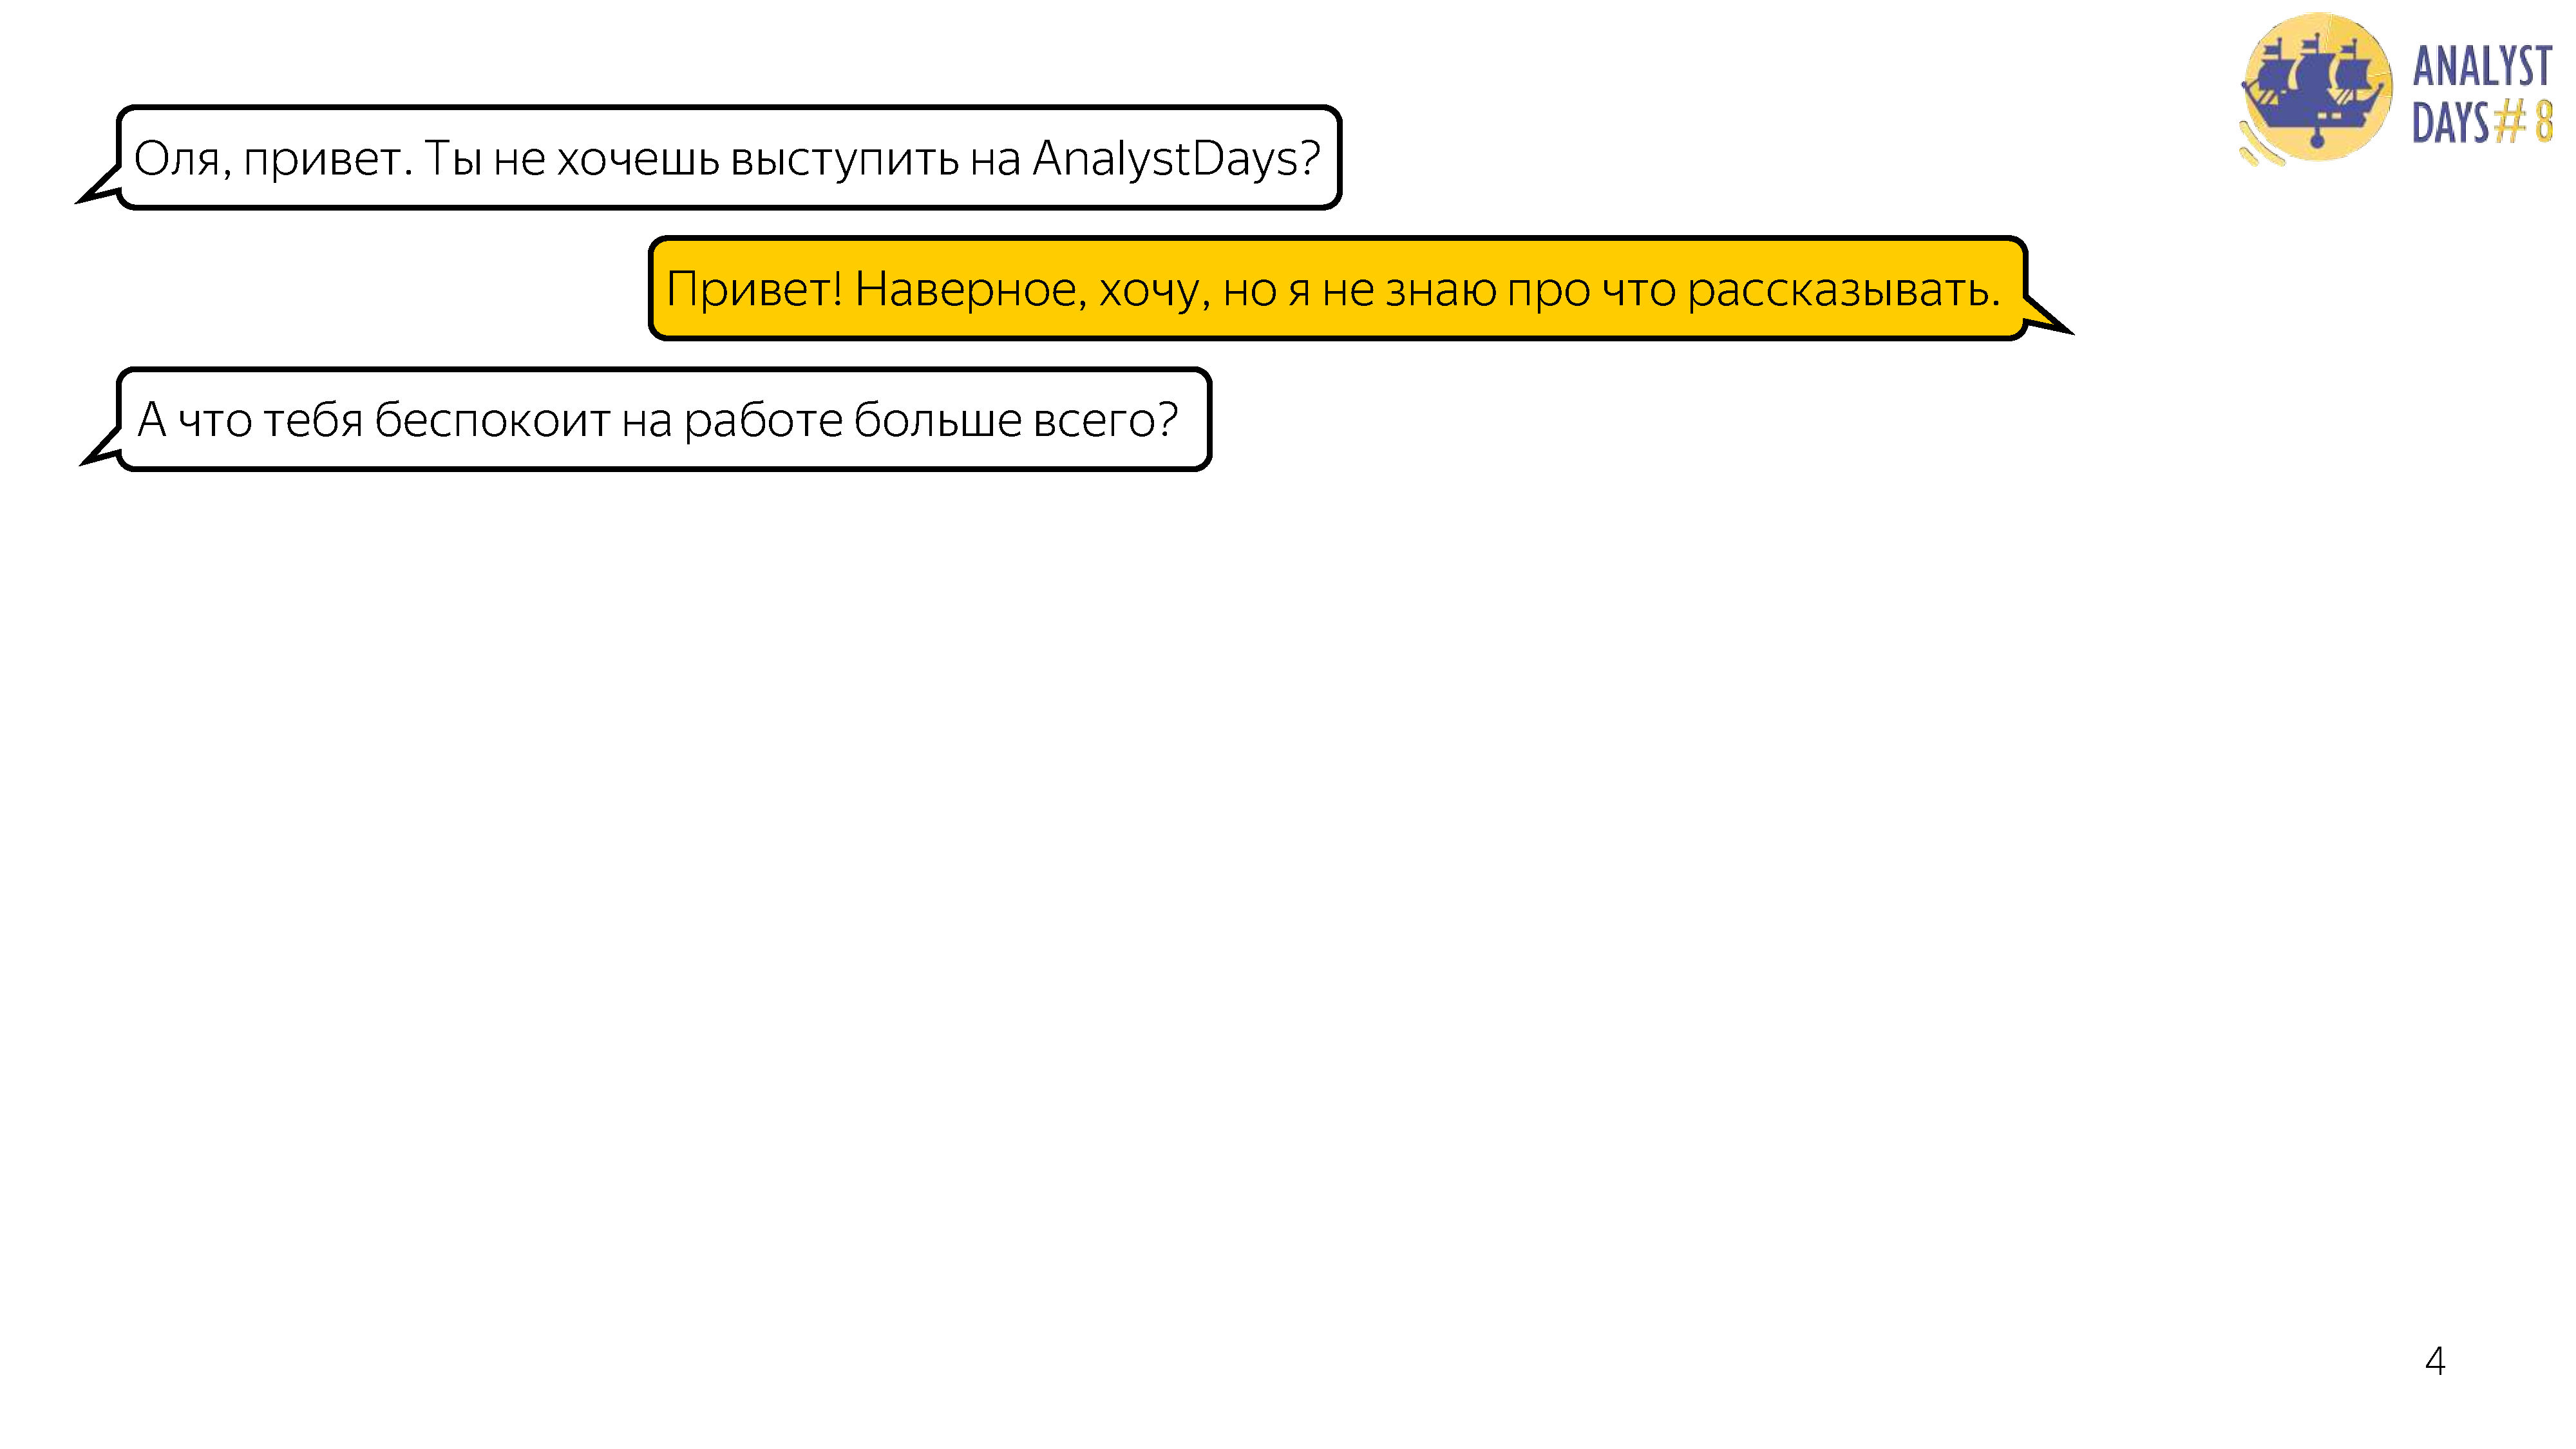 ANALYST
DAYS#8
Оля, привет. Ты не хочешь выступить на AnalystDays?
Привет! Наверное, хочу, но я не знаю про что рассказывать.
А что тебя беспокоит на работе больше всего?
4